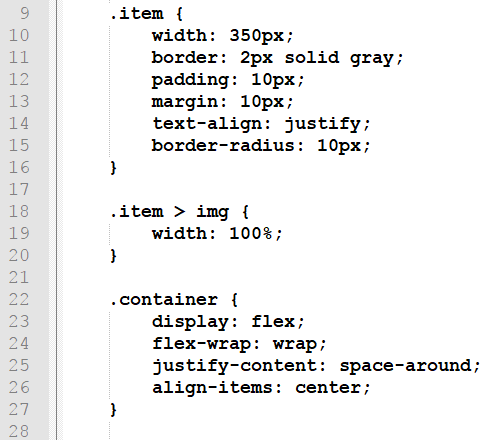 9 .item {
10 width: 350px;
11 border: 2px solid gray;
12 padding: 10px;
13 margin: 10px;
14 text-align: justify;
15 border-radius: 10px;
16 }
17
18 .item > img {
19 width: 100%;
20 }
21
22 .container {
23 display: flex;
24 flex-wrap: wrap;
25 justify-content: space-around;
26 align-items: center;
27 }
28